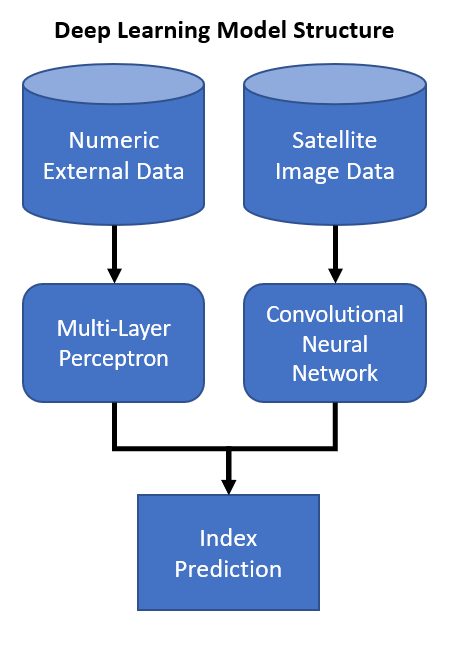 Deep Learning Model Structure
Numeric
External Data
Satellite
Image Data
Multi-Layer
Perceptron
Convolutional
Neural
Network
Index
Prediction